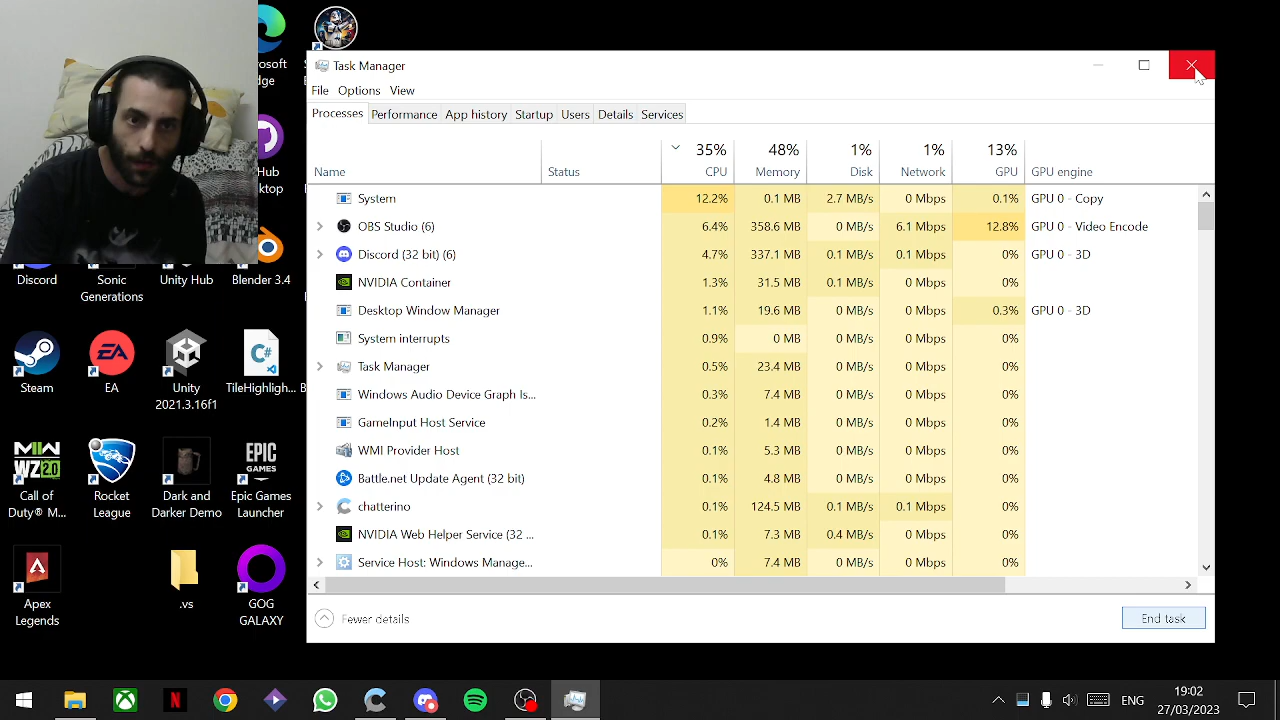 osoft
dge
Hub
ktop
Discord
Sonic
Generations
Unity Hub
Blender 3.4
Steam
EA
Unity
2021.3.16f1
TileHighligh...
MW
WZ 2.0
EPIC
GAMES
Call of
Duty® M...
Rocket
League
Dark and
Darker Demo
Epic Games
Launcher
Apex
Legends
.vs
GOG
GALAXY
Task Manager
File Options View
Processes Performance App history Startup Users Details Services
35% 48% 1% 1% 13%
Name Status CPU Memory Disk Network GPU GPU engine
System 12.2% 0.1 MB 2.7 MB/s 0 Mbps 0.1% GPU 0 - Copy
OBS Studio (6) 6.4% 358.6 MB 0 MB/s 6.1 Mbps 12.8% GPU 0 - Video Encode
Discord (32 bit) (6) 4.7% 337.1 MB 0.1 MB/s 0.1 Mbps 0% GPU 0 - 3D
NVIDIA Container 1.3% 31.5 MB 0.1 MB/s 0 Mbps 0%
Desktop Window Manager 1.1% 19.6 MB 0 MB/s 0 Mbps 0.3% GPU 0 - 3D
System interrupts 0.9% 0 MB 0 MB/s 0 Mbps 0%
Task Manager 0.5% 23.4 MB 0 MB/s 0 Mbps 0%
Windows Audio Device Graph Is... 0.3% 7.4 MB 0 MB/s 0 Mbps 0%
GameInput Host Service 0.2% 1.4 MB 0 MB/s 0 Mbps 0%
WMI Provider Host 0.1% 5.3 MB 0 MB/s 0 Mbps 0%
Battle.net Update Agent (32 bit) 0.1% 4.8 MB 0 MB/s 0 Mbps 0%
chatterino 0.1% 124.5 MB 0.1 MB/s 0.1 Mbps 0%
NVIDIA Web Helper Service (32 ... 0.1% 7.3 MB 0.4 MB/s 0 Mbps 0%
Service Host: Windows Manage... 0% 7.4 MB 0 MB/s 0 Mbps 0%
Fewer details End task
ENG
19:02
27/03/2023